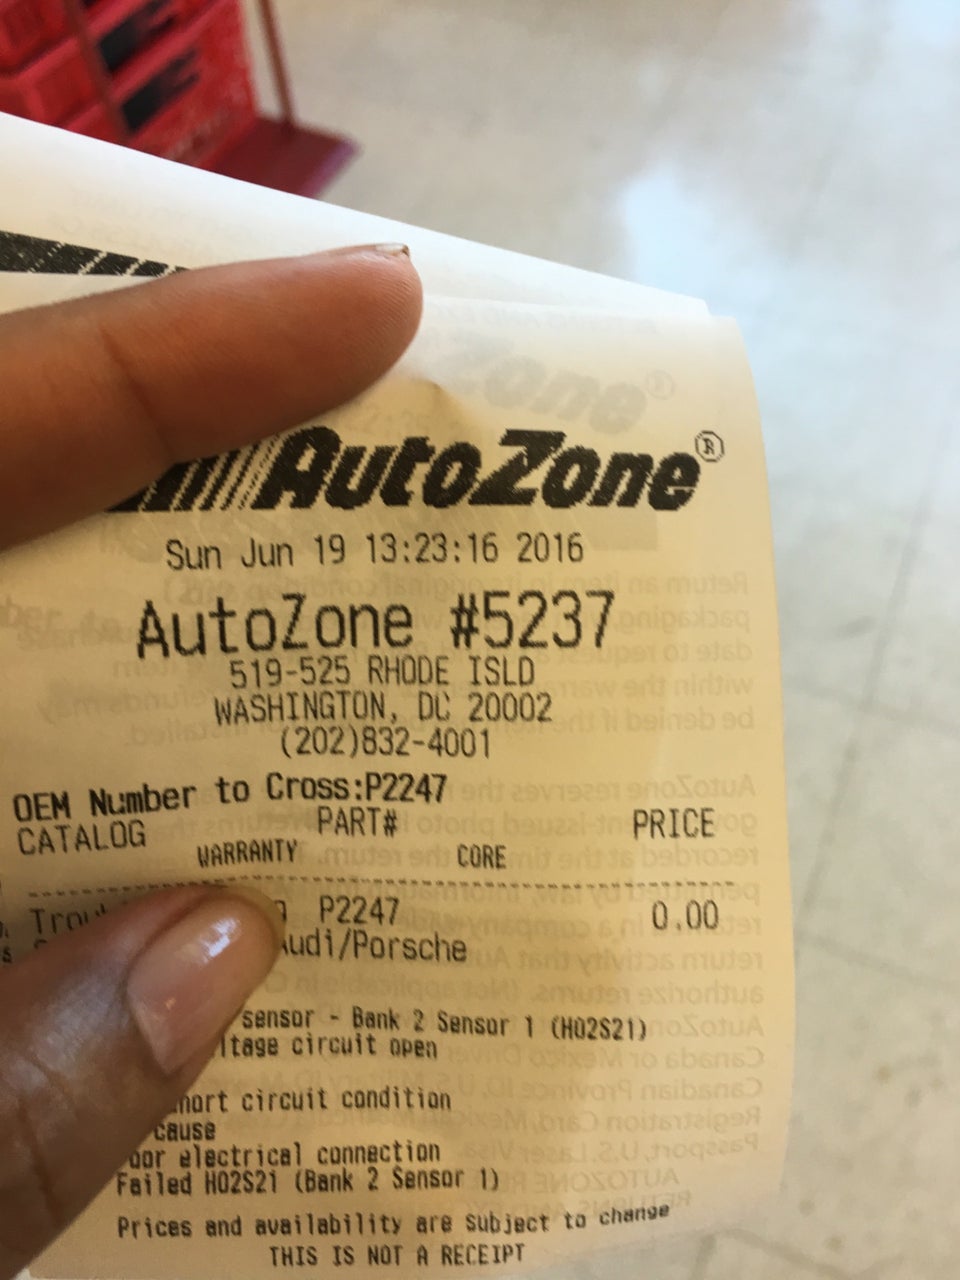 AutoZone®
Sun Jun 19 13:23:16 2016
AutoZone #5237
519-525 RHODE ISLD
WASHINGTON, DC 20002
(202)832-4001
OEM Number to Cross:P2247
CATALOG PART# PRICE
WARRANTY CORE
P2247 0.00
Audi/Porsche
sensor - Bank 2 Sensor 1 (HO2S21)
circuit open
circuit condition
cause
electrical connection
Failed HO2S21 (Bank 2 Sensor 1)
Prices and availability are subject to change
THIS IS NOT A RECEIPT